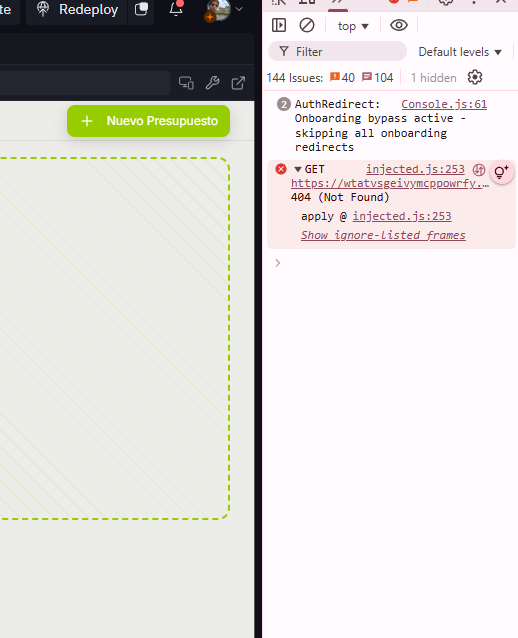 te
Redeploy
top
Filter
Default levels
144 Issues: 40 104
1 hidden
+ Nuevo Presupuesto
2 AuthRedirect: Console.js:61
Onboarding bypass active -
skipping all onboarding
redirects
GET injected.js:253
https://wtatvsgeivymcppowrfy.…
404 (Not Found)
apply @ injected.js:253
Show ignore-listed frames